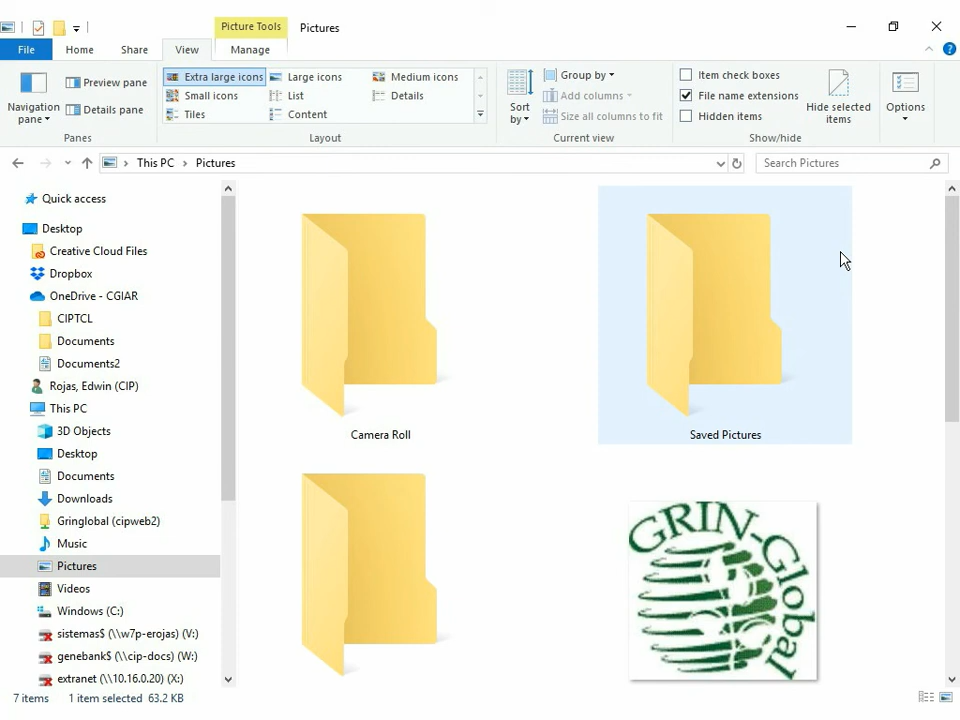 Picture Tools
Pictures
File
Home
Share
View
Manage
Navigation pane
Preview pane
Details pane
Panes
Extra large icons
Large icons
Medium icons
Small icons
List
Details
Tiles
Content
Layout
Sort by
Group by
Add columns
Size all columns to fit
Current view
Item check boxes
File name extensions
Hidden items
Hide selected items
Show/hide
Options
This PC
Pictures
Search Pictures
Quick access
Desktop
Creative Cloud Files
Dropbox
OneDrive - CGIAR
CIPTCL
Documents
Documents2
Rojas, Edwin (CIP)
This PC
3D Objects
Desktop
Documents
Downloads
Gringlobal (cipweb2)
Music
Pictures
Videos
Windows (C:)
sistemas$ (\\w7p-erojas) (V:)
genebank$ (\\cip-docs) (W:)
extranet (\\10.16.0.20) (X:)
Camera Roll
Saved Pictures
GRIN-Global
7 items
1 item selected 63.2 KB